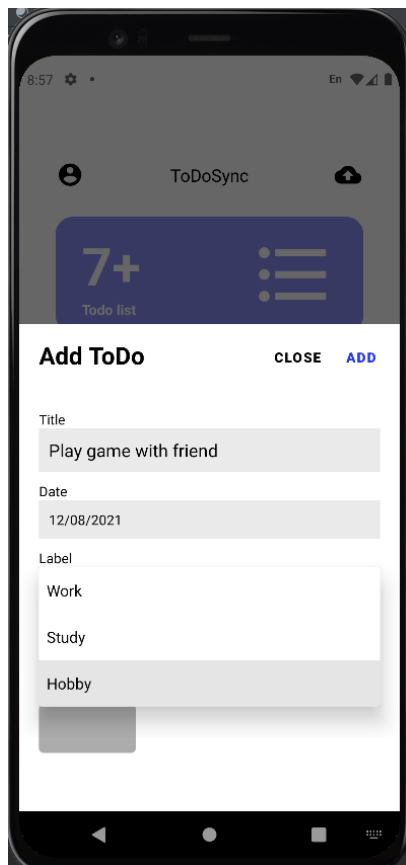 8:57 En
ToDoSync
7+
Todo list
Add ToDo CLOSE ADD
Title
Play game with friend
Date
12/08/2021
Label
Work
Study
Hobby